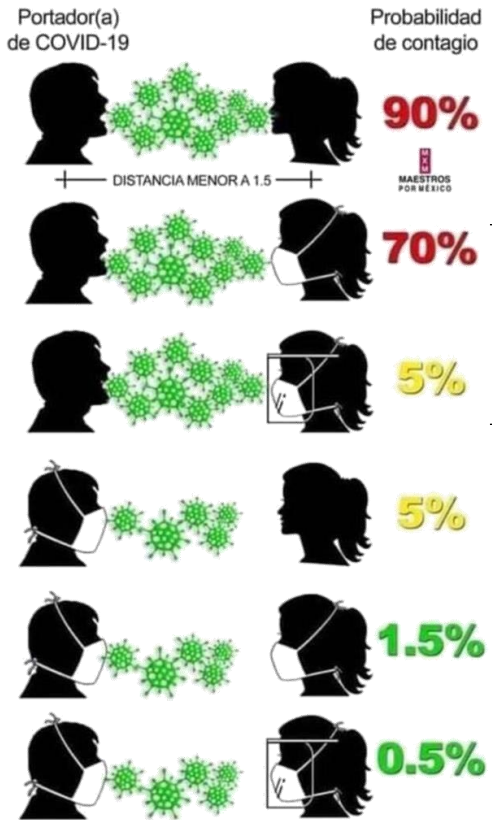 Portador(a)
de COVID-19
Probabilidad
de contagio
90%
DISTANCIA MENOR A 1.5
MXM
MAESTROS
POR MÉXICO
70%
5%
5%
1.5%
0.5%